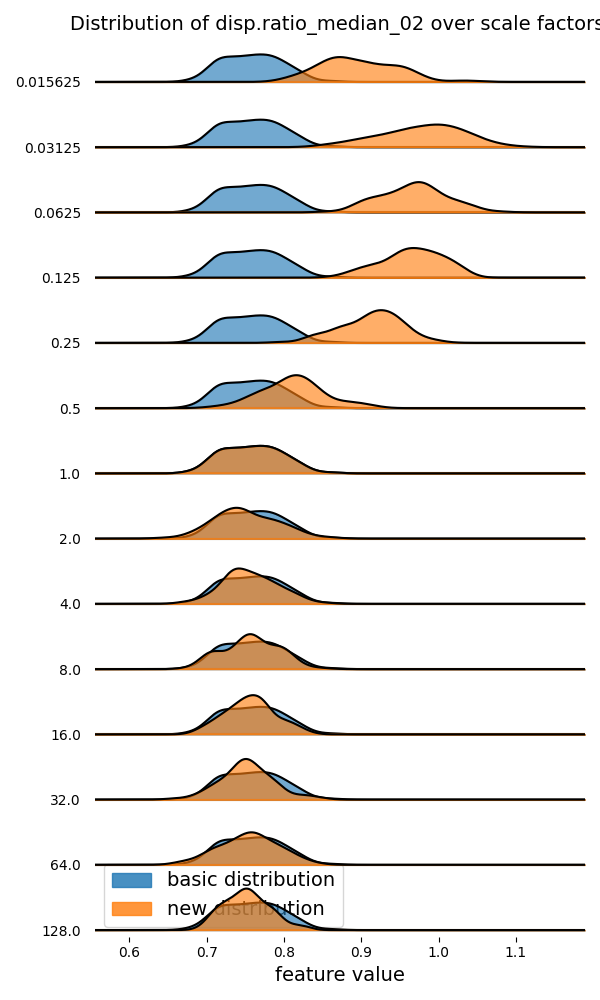 Distribution of disp.ratio_median_02 over scale factors
0.015625
0.03125
0.0625
0.125
0.25
0.5
1.0
2.0
4.0
8.0
16.0
32.0
64.0
basic distribution
new distribution
128.0
0.6 0.7 0.8 0.9 1.0 1.1
feature value